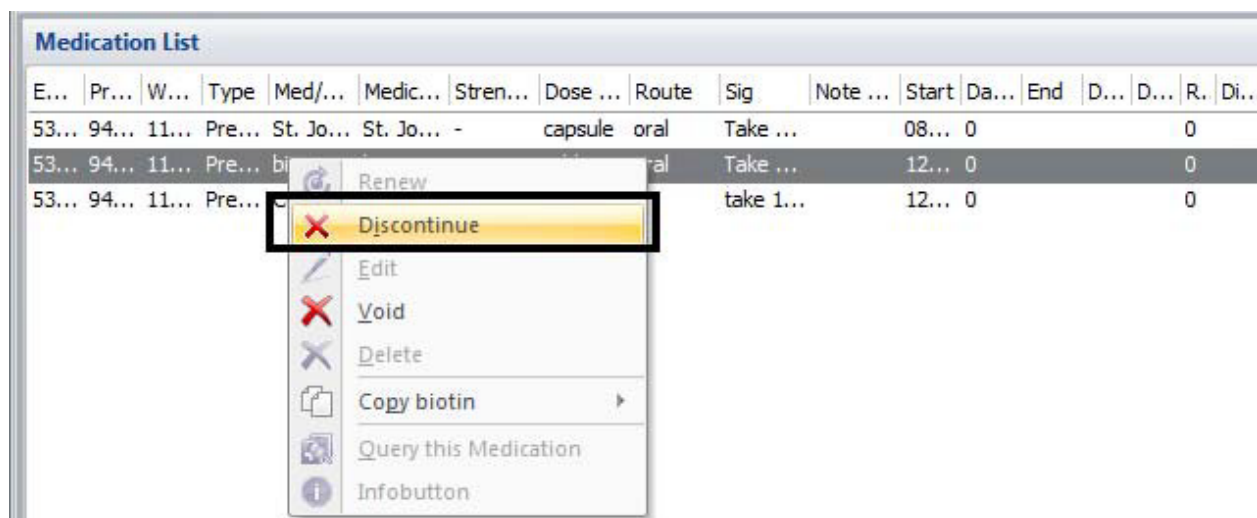 Medication List
E... Pr... W... Type Med/... Medic... Stren... Dose ... Route Sig Note ... Start Da... End D... D... R. Di...
53... 94... 11... Pre... St. Jo... St. Jo... - capsule oral Take ... 08... 0 0
53... 94... 11... Pre... Take ... 12... 0 0
Renew
53... 94... 11... Pre... take 1... 12... 0 0
Discontinue
Edit
Void
Delete
Copy biotin
Query this Medication
Infobutton